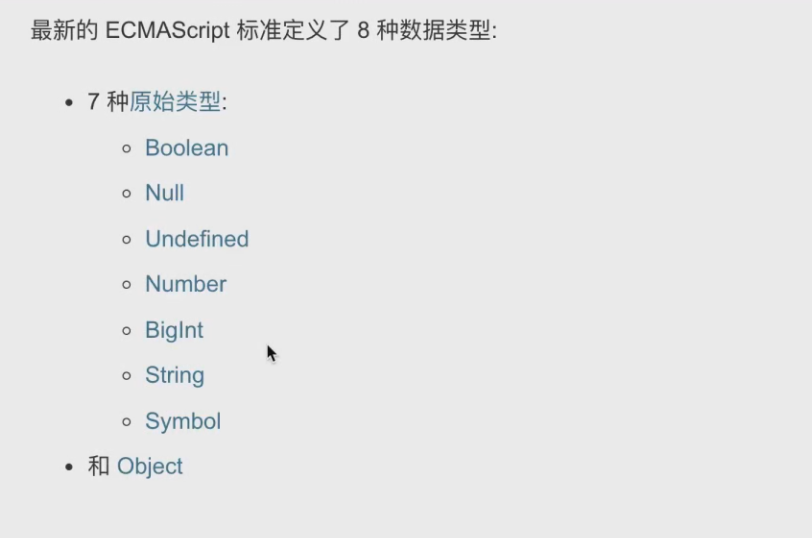 最新的 ECMAScript 标准定义了 8 种数据类型:
7 种原始类型:
Boolean
Null
Undefined
Number
BigInt
String
Symbol
和 Object